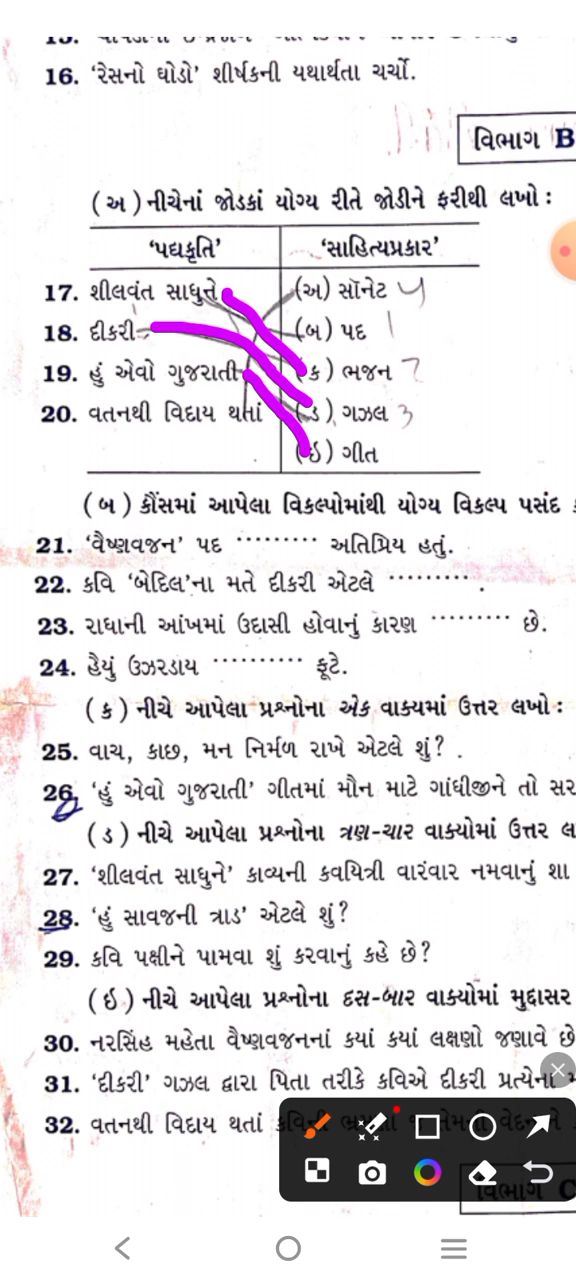 16. 'રેસનો ઘોડો' શીર્ષકની યથાર્થતા ચર્ચો.
વિભાગ B
(અ) નીચેનાં જોડકાં યોગ્ય રીતે જોડીને ફરીથી લખો :
'પદ્યકૃતિ' 'સાહિત્યપ્રકાર'
17. શીલવંત સાધુને (અ) સૉનેટ ૪
18. દીકરી (બ) પદ 1
19. હું એવો ગુજરાતી (ક) ભજન ?
20. વતનથી વિદાય થતાં (ડ) ગઝલ 3
(ઇ) ગીત
(બ) કૌંસમાં આપેલા વિકલ્પોમાંથી યોગ્ય વિકલ્પ પસંદ
21. 'વૈષ્ણવજન' પદ ......... અતિપ્રિય હતું.
22. કવિ 'બેદિલ'ના મતે દીકરી એટલે ......... .
23. રાધાની આંખમાં ઉદાસી હોવાનું કારણ ......... છે.
24. હૈયું ઉઝરડાય .......... ફૂટે.
(ક) નીચે આપેલા પ્રશ્નોના એક વાક્યમાં ઉત્તર લખો :
25. વાચ, કાછ, મન નિર્મળ રાખે એટલે શું? .
26. 'હું એવો ગુજરાતી' ગીતમાં મૌન માટે ગાંધીજીને તો સર
(ડ) નીચે આપેલા પ્રશ્નોના ત્રણ-ચાર વાક્યોમાં ઉત્તર લ
27. 'શીલવંત સાધુને' કાવ્યની કવયિત્રી વારંવાર નમવાનું શા
28. 'હું સાવજની ત્રાડ' એટલે શું?
29. કવિ પક્ષીને પામવા શું કરવાનું કહે છે?
(ઇ) નીચે આપેલા પ્રશ્નોના દસ-બાર વાક્યોમાં મુદ્દાસર
30. નરસિંહ મહેતા વૈષ્ણવજનનાં કયાં કયાં લક્ષણો જણાવે છે
31. 'દીકરી' ગઝલ દ્વારા પિતા તરીકે કવિએ દીકરી પ્રત્યેના
32. વતનથી વિદાય થતાં કવિની
વિભાગ C